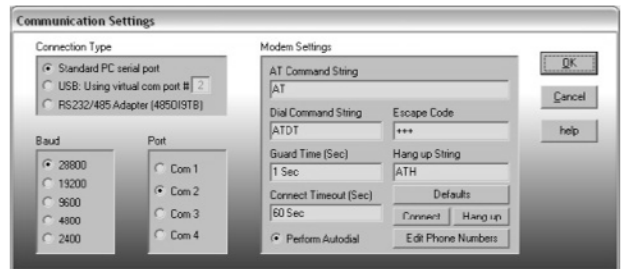 Communication Settings
Connection Type
Standard PC serial port
USB: Using virtual com port # 2
RS232/485 Adapter (485DI9TB)
Baud
28800
19200
9600
4800
2400
Port
Com 1
Com 2
Com 3
Com 4
Modem Settings
AT Command String
AT
Dial Command String
ATDT
Escape Code
+++
Guard Time (Sec)
1 Sec
Hang up String
ATH
Connect Timeout (Sec)
60 Sec
Defaults
Connect
Hang up
Perform Autodial
Edit Phone Numbers
OK
Cancel
help